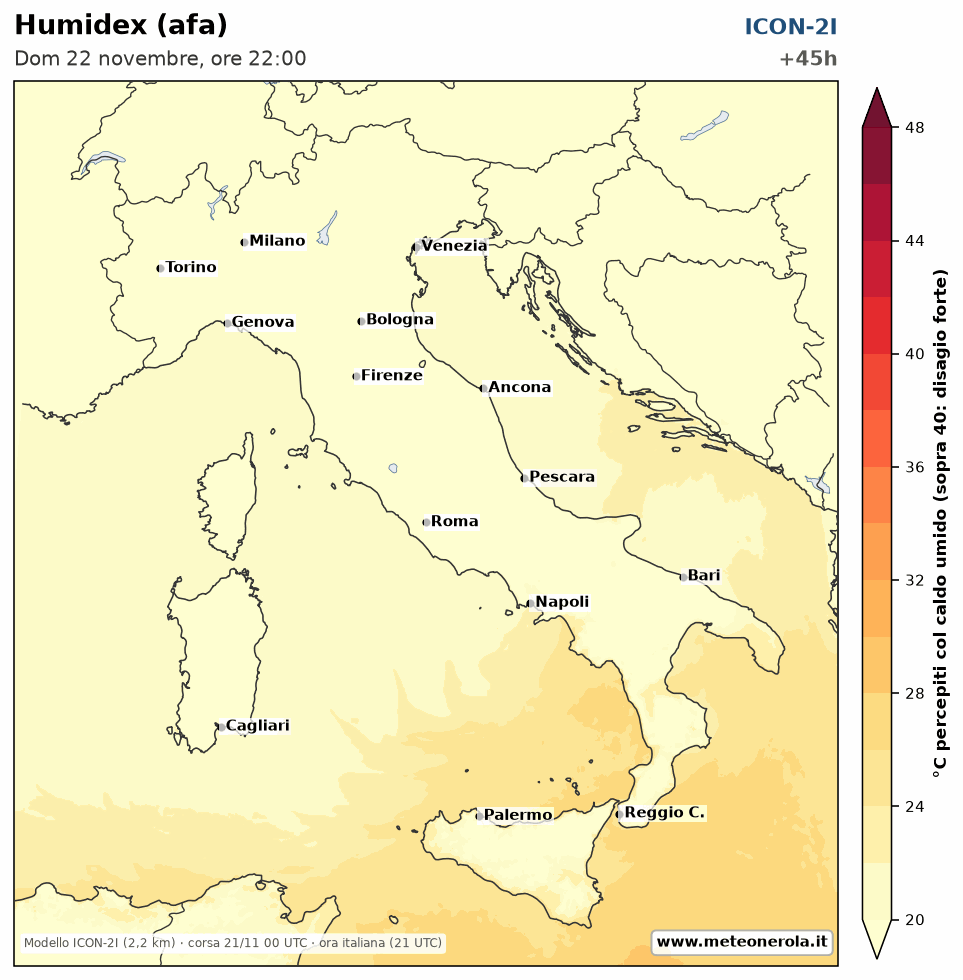 Humidex (afa)
ICON-2I
Dom 22 novembre, ore 22:00
+45h
Milano
Venezia
Torino
Genova
Bologna
Firenze
Ancona
Pescara
Roma
Bari
Napoli
Cagliari
Palermo
Reggio C.
48
44
40
36
32
28
24
20
°C percepiti col caldo umido (sopra 40: disagio forte)
Modello ICON-2I (2,2 km) · corsa 21/11 00 UTC · ora italiana (21 UTC)
www.meteonerola.it